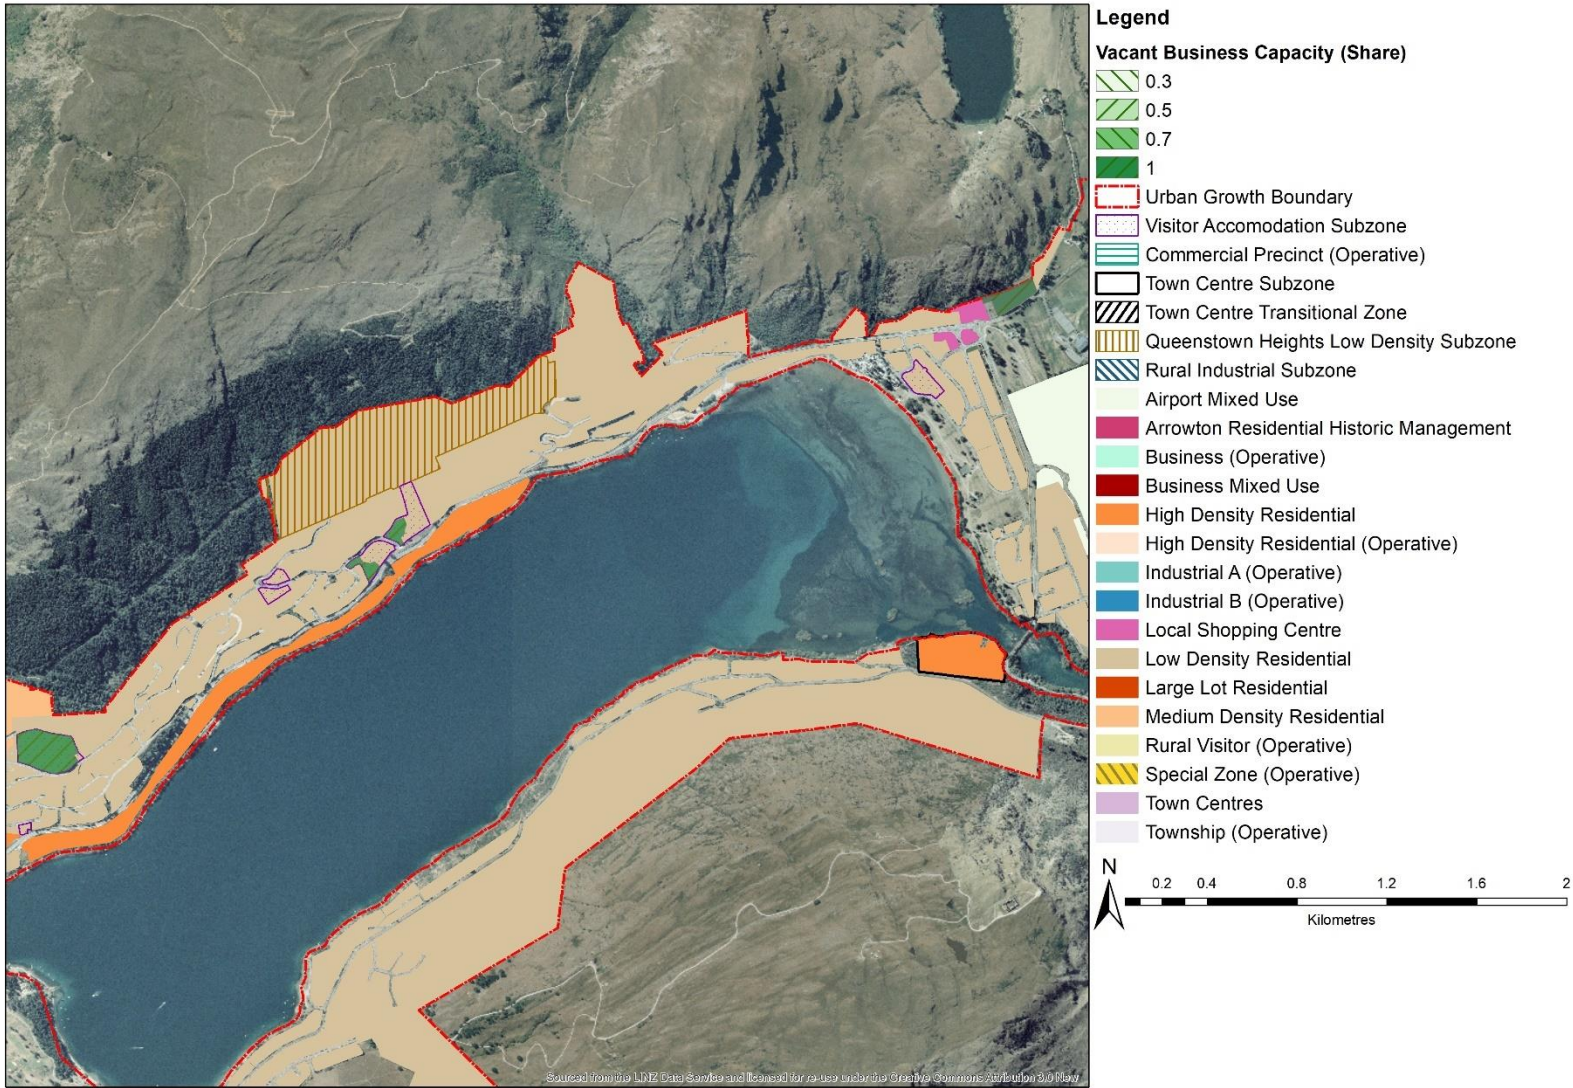 Legend
Vacant Business Capacity (Share)
0.3
0.5
0.7
1
Urban Growth Boundary
Visitor Accomodation Subzone
Commercial Precinct (Operative)
Town Centre Subzone
Town Centre Transitional Zone
Queenstown Heights Low Density Subzone
Rural Industrial Subzone
Airport Mixed Use
Arrowton Residential Historic Management
Business (Operative)
Business Mixed Use
High Density Residential
High Density Residential (Operative)
Industrial A (Operative)
Industrial B (Operative)
Local Shopping Centre
Low Density Residential
Large Lot Residential
Medium Density Residential
Rural Visitor (Operative)
Special Zone (Operative)
Town Centres
Township (Operative)
N
0.2 0.4 0.8 1.2 1.6 2
Kilometres
Sourced from the LINZ Data Service and licensed for re-use under the Creative Commons Attribution 3.0 New